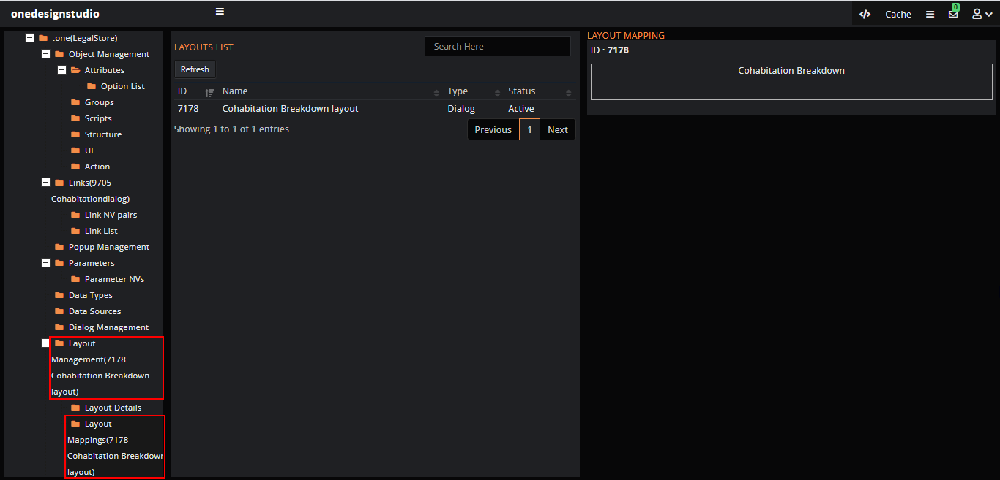 onedesignstudio
Cache
0
.one(LegalStore)
Object Management
Attributes
Option List
Groups
Scripts
Structure
UI
Action
Links(9705
Cohabitationdialog)
Link NV pairs
Link List
Popup Management
Parameters
Parameter NVs
Data Types
Data Sources
Dialog Management
Layout
Management(7178
Cohabitation Breakdown
layout)
Layout Details
Layout
Mappings(7178
Cohabitation Breakdown
layout)
LAYOUTS LIST
Search Here
Refresh
ID Name Type Status
7178 Cohabitation Breakdown layout Dialog Active
Showing 1 to 1 of 1 entries
Previous 1 Next
LAYOUT MAPPING
ID : 7178
Cohabitation Breakdown